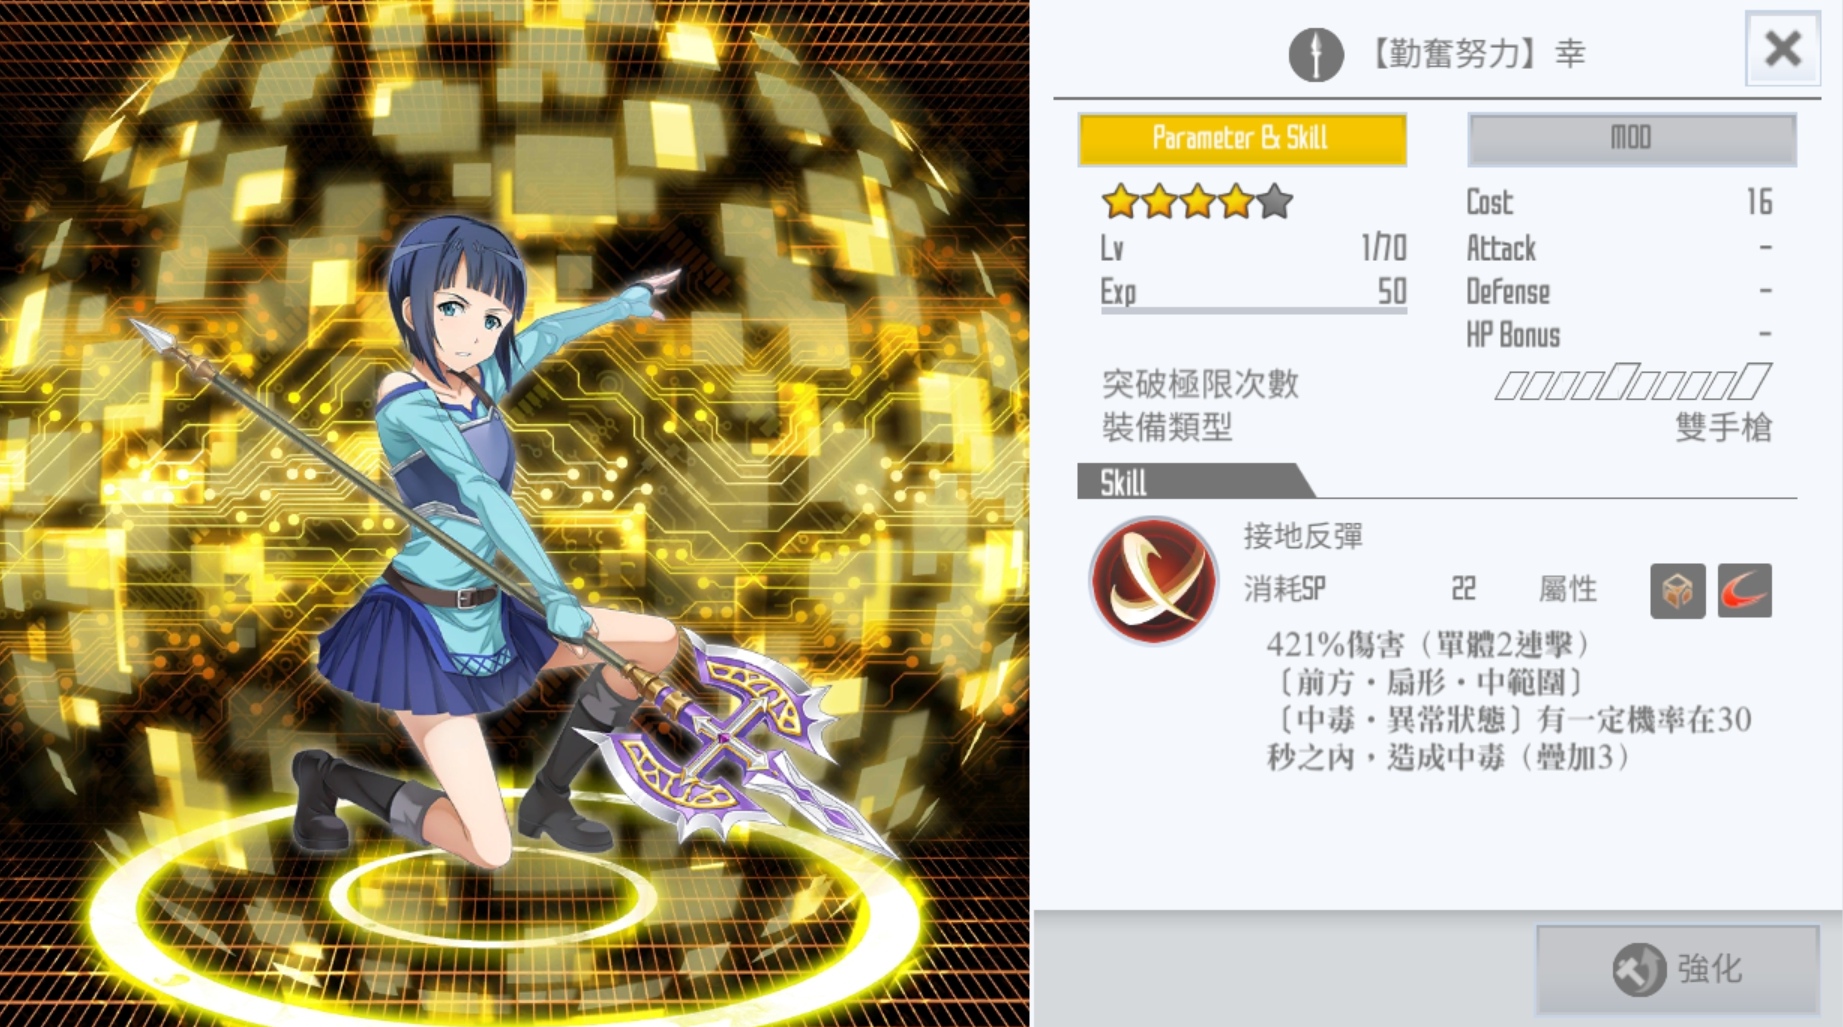 【勤奮努力】幸
Parameter & Skill
MOD
Lv 1/70
Exp 50
Cost 16
Attack -
Defense -
HP Bonus -
突破極限次數
裝備類型 雙手槍
Skill
接地反彈
消耗SP 22 屬性
421%傷害（單體2連擊）
〔前方・扇形・中範圍〕
〔中毒・異常狀態〕有一定機率在30
秒之內，造成中毒（疊加3）
強化